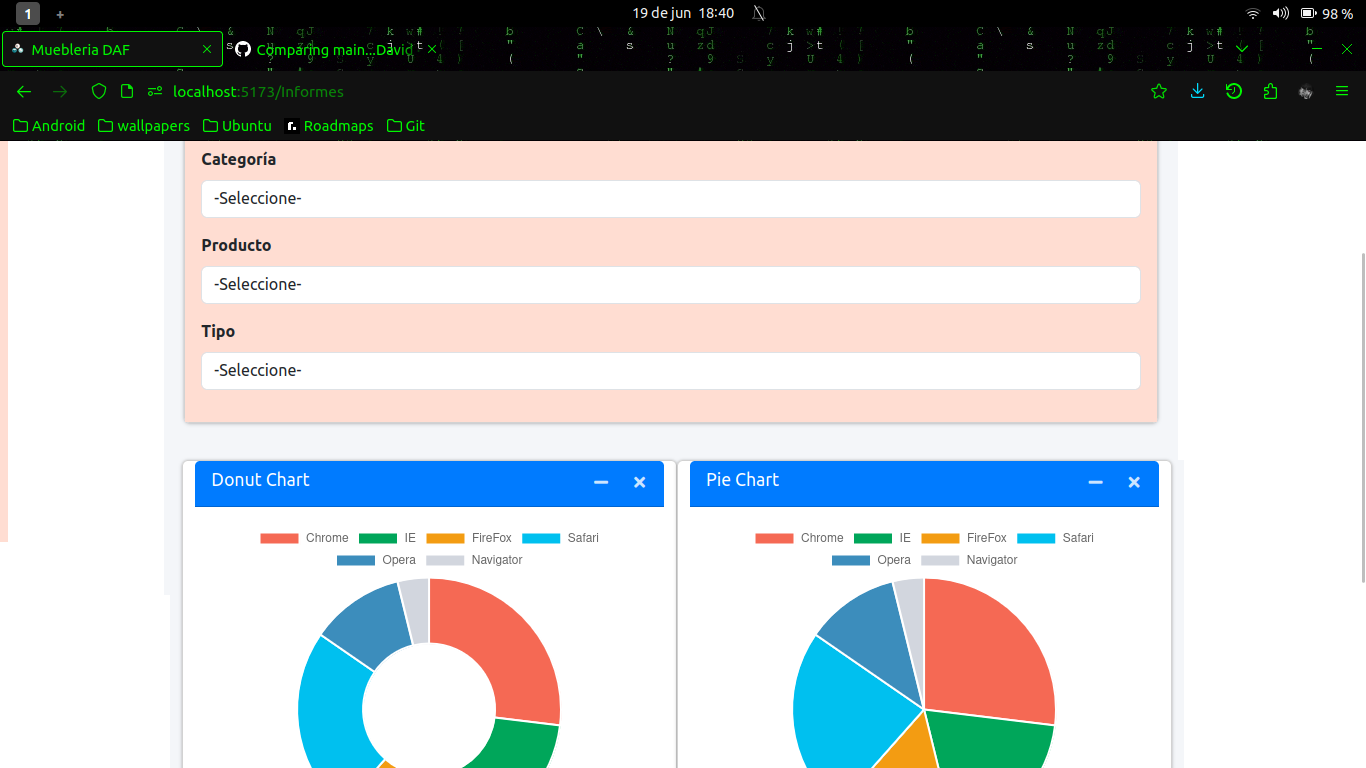 1 + 19 de jun 18:40 98 %
Muebleria DAF Comparing main...David
localhost:5173/Informes
Android wallpapers Ubuntu r. Roadmaps Git
Categoría
-Seleccione-
Producto
-Seleccione-
Tipo
-Seleccione-
Donut Chart Pie Chart
Chrome IE FireFox Safari Chrome IE FireFox Safari
Opera Navigator Opera Navigator